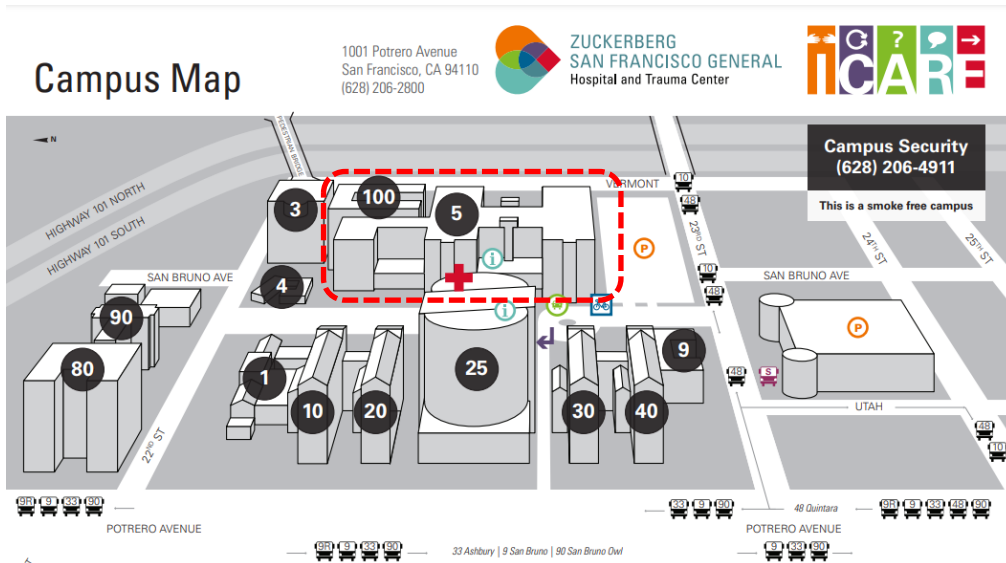 Campus Map
1001 Potrero Avenue
San Francisco, CA 94110
(628) 206-2800
ZUCKERBERG
SAN FRANCISCO GENERAL
Hospital and Trauma Center
?
ICARE
N
PEDESTRIAN BRIDGE
Campus Security
(628) 206-4911
This is a smoke free campus
HIGHWAY 101 NORTH
HIGHWAY 101 SOUTH
VERMONT
10
48
23RD ST
24TH ST
25TH ST
3
100
5
i
P
4
SAN BRUNO AVE
10
48
SAN BRUNO AVE
90
i
P
80
1
10
20
25
30
40
9
48
S
UTAH
48
10
22ND ST
9R 9 33 90
33 9 90
48 Quintara
9R 9 33 48 90
POTRERO AVENUE
POTRERO AVENUE
9R 9 33 90
33 Ashbury | 9 San Bruno | 90 San Bruno Owl
9 33 90